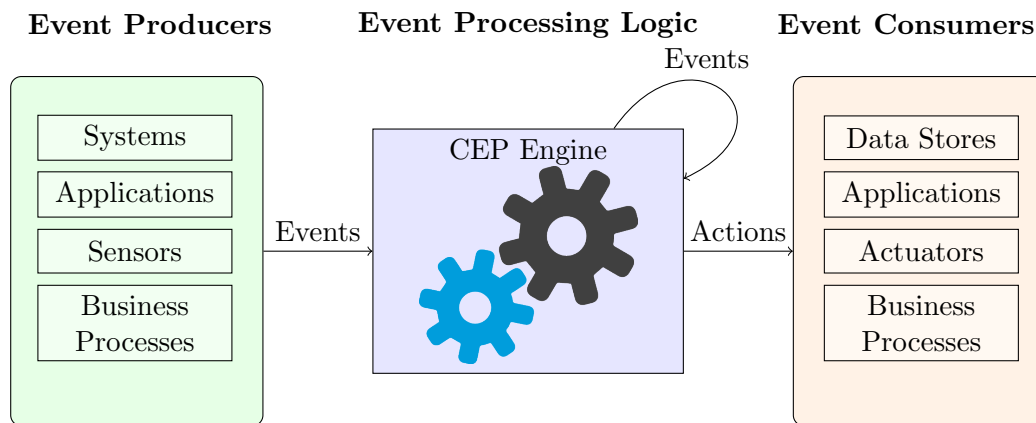 Event Producers
Event Processing Logic
Event Consumers
Systems
Applications
Sensors
Business
Processes
Events
CEP Engine
Events
Actions
Data Stores
Applications
Actuators
Business
Processes